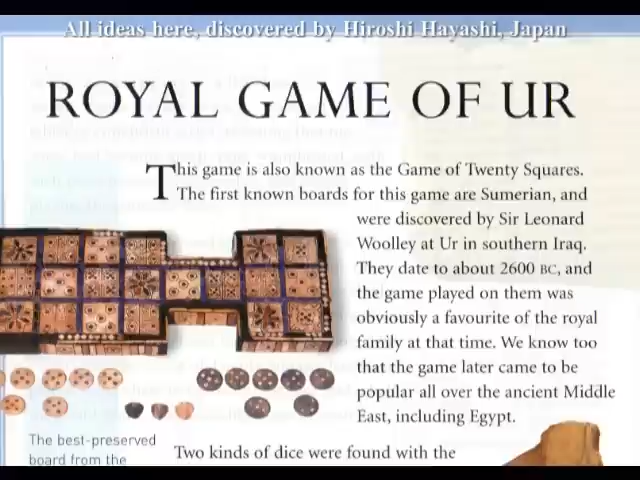 All ideas here, discovered by Hiroshi Hayashi, Japan
ROYAL GAME OF UR
This game is also known as the Game of Twenty Squares.
The first known boards for this game are Sumerian, and
were discovered by Sir Leonard
Woolley at Ur in southern Iraq.
They date to about 2600 BC, and
the game played on them was
obviously a favourite of the royal
family at that time. We know too
that the game later came to be
popular all over the ancient Middle
East, including Egypt.
The best-preserved
board from the
Two kinds of dice were found with the